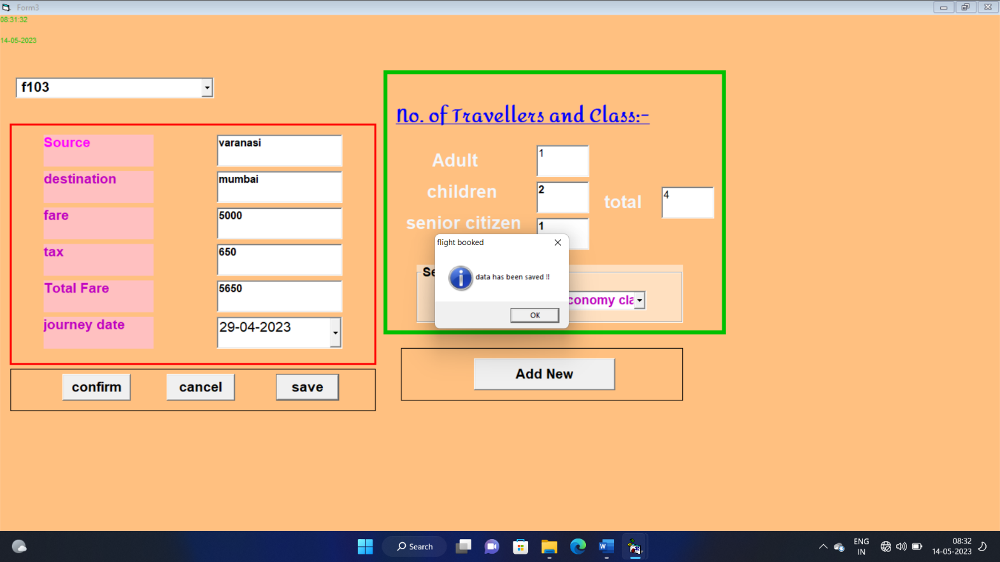 Form3
08:31:32
14-05-2023
f103
Source
varanasi
destination
mumbai
fare
5000
tax
650
Total Fare
5650
journey date
29-04-2023
confirm
cancel
save
No. of Travellers and Class:-
Adult
1
children
2
senior citizen
1
total
4
Se
conomy cla
flight booked
data has been saved !!
OK
Add New
Search
ENG
IN
08:32
14-05-2023